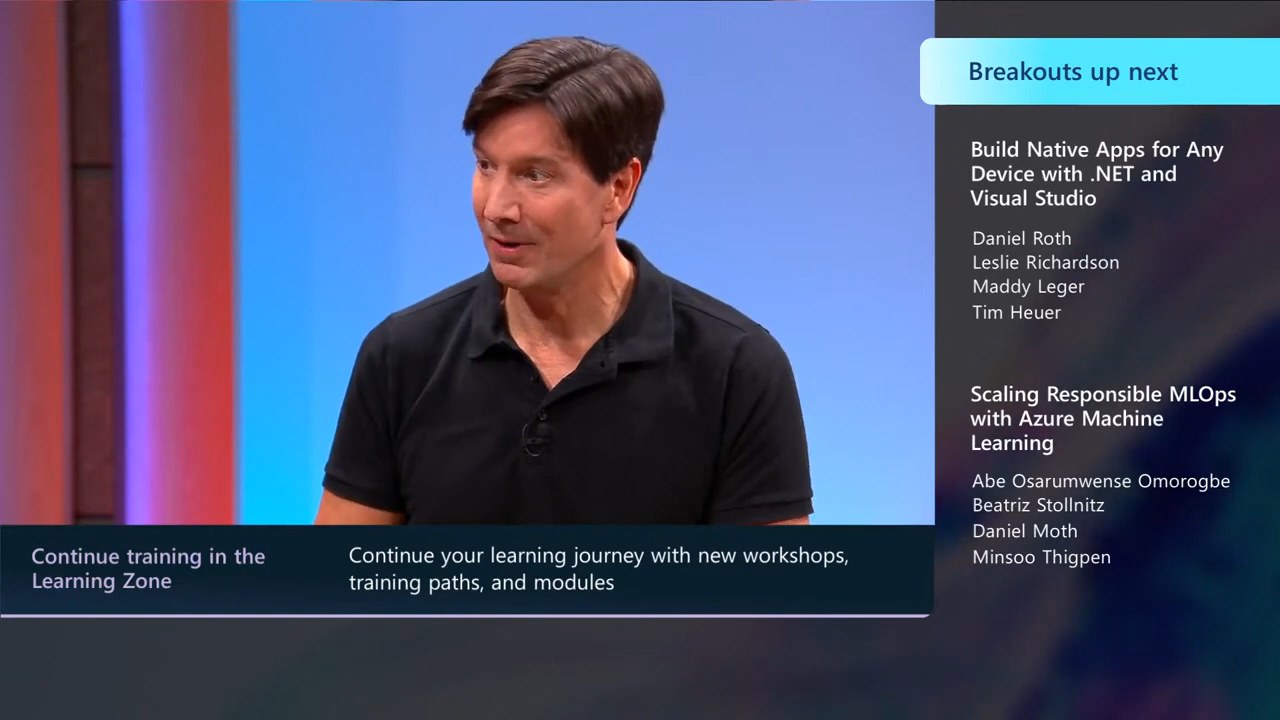 Breakouts up next
Build Native Apps for Any
Device with .NET and
Visual Studio
Daniel Roth
Leslie Richardson
Maddy Leger
Tim Heuer
Scaling Responsible MLOps
with Azure Machine
Learning
Abe Osarumwense Omorogbe
Beatriz Stollnitz
Daniel Moth
Minsoo Thigpen
Continue training in the
Learning Zone
Continue your learning journey with new workshops,
training paths, and modules